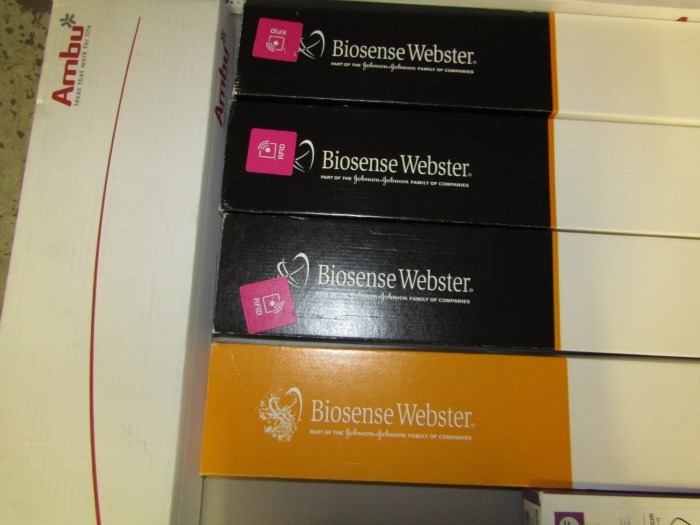 Ambu
Ideas that work for life
Ambu
RFID
Biosense Webster®
PART OF THE Johnson & Johnson FAMILY OF COMPANIES
RFID
Biosense Webster®
PART OF THE Johnson & Johnson FAMILY OF COMPANIES
RFID
Biosense Webster®
PART OF THE Johnson & Johnson FAMILY OF COMPANIES
Biosense Webster®
PART OF THE Johnson & Johnson FAMILY OF COMPANIES